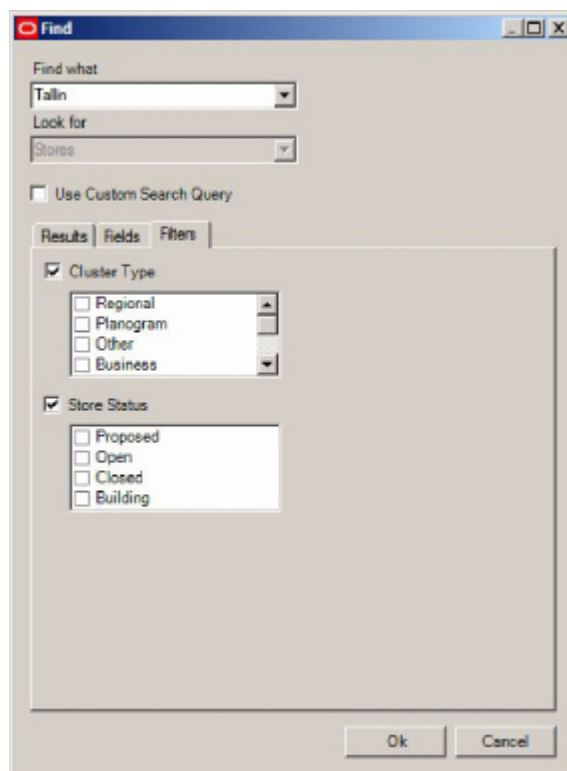 Find
Find what
Tallin
Look for
Stores
Use Custom Search Query
Results Fields Filters
Cluster Type
Regional
Planogram
Other
Business
Store Status
Proposed
Open
Closed
Building
Ok Cancel